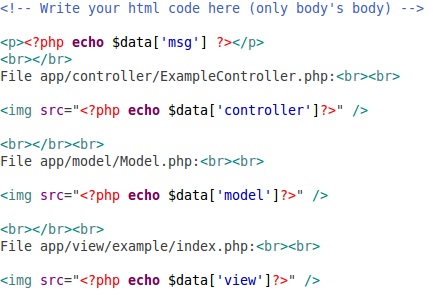 <!-- Write your html code here (only body's body) -->
<p><?php echo $data['msg'] ?></p>
<br></br>
File app/controller/ExampleController.php:<br><br>
<img src="<?php echo $data['controller']?>" />
<br></br><br>
File app/model/Model.php:<br><br>
<img src="<?php echo $data['model']?>" />
<br></br><br>
File app/view/example/index.php:<br><br>
<img src="<?php echo $data['view']?>" />